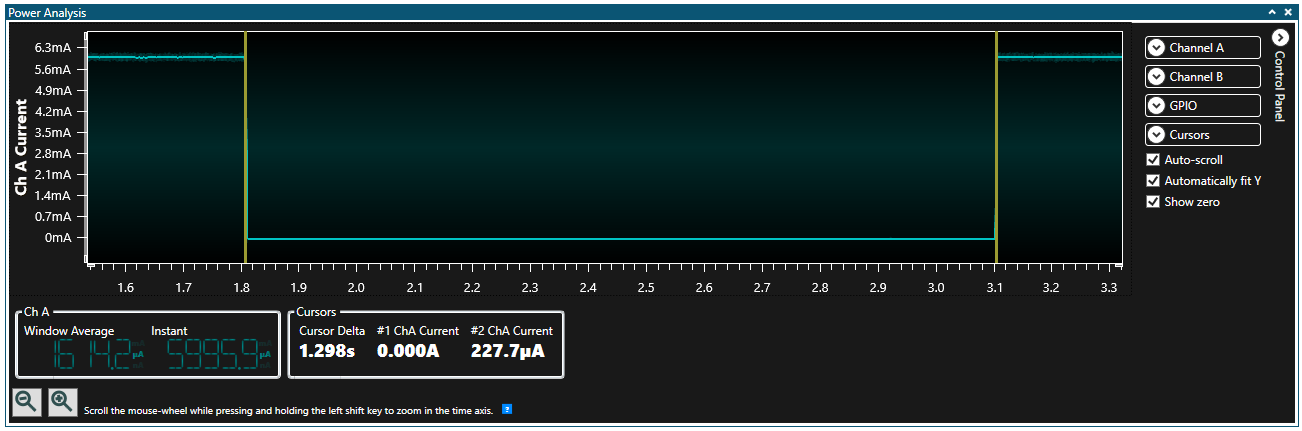 Power Analysis
Ch A Current
6.3mA
5.6mA
4.9mA
4.2mA
3.5mA
2.8mA
2.1mA
1.4mA
0.7mA
0mA
1.6 1.7 1.8 1.9 2.0 2.1 2.2 2.3 2.4 2.5 2.6 2.7 2.8 2.9 3.0 3.1 3.2 3.3
Channel A
Channel B
GPIO
Cursors
Auto-scroll
Automatically fit Y
Show zero
Control Panel
Ch A
Window Average Instant
1614.2 µA 5995.9 µA
Cursors
Cursor Delta #1 ChA Current #2 ChA Current
1.298s 0.000A 227.7µA
Scroll the mouse-wheel while pressing and holding the left shift key to zoom in the time axis. ?